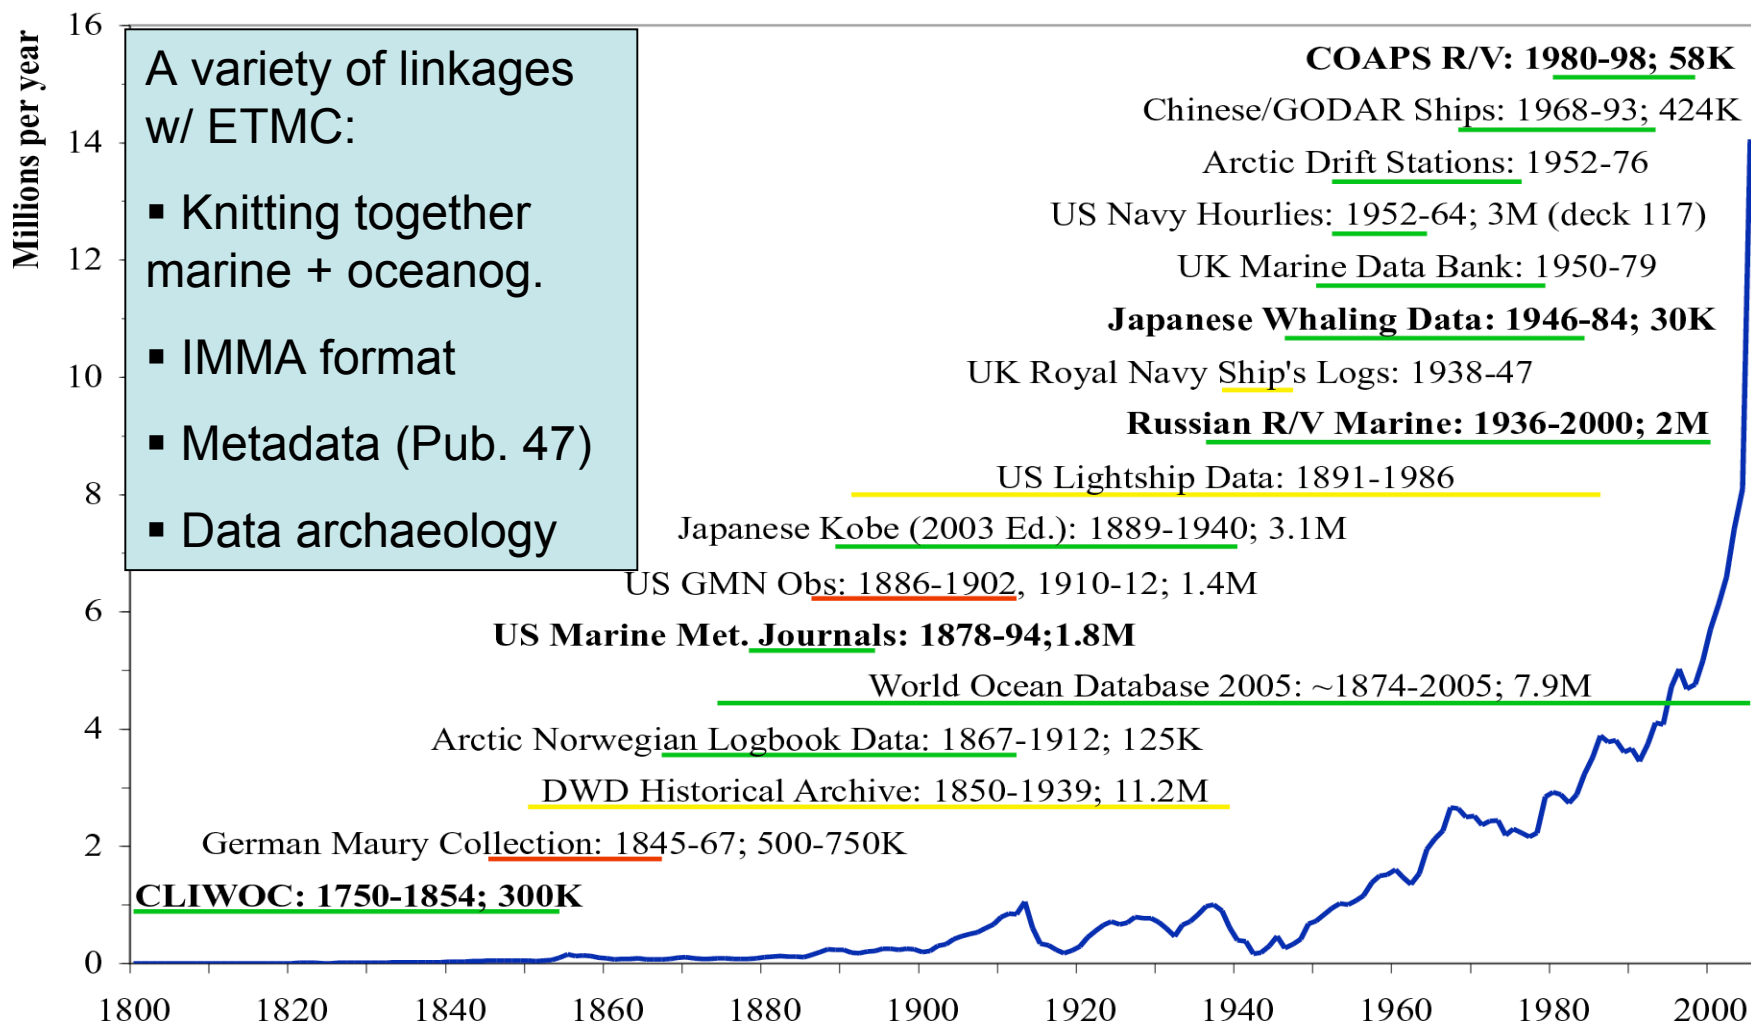 16
14
12
10
8
6
4
2
0
Millions per year
A variety of linkages
w/ ETMC:
▪ Knitting together
marine + oceanog.
▪ IMMA format
▪ Metadata (Pub. 47)
▪ Data archaeology
COAPS R/V: 1980-98; 58K
Chinese/GODAR Ships: 1968-93; 424K
Arctic Drift Stations: 1952-76
US Navy Hourlies: 1952-64; 3M (deck 117)
UK Marine Data Bank: 1950-79
Japanese Whaling Data: 1946-84; 30K
UK Royal Navy Ship's Logs: 1938-47
Russian R/V Marine: 1936-2000; 2M
US Lightship Data: 1891-1986
Japanese Kobe (2003 Ed.): 1889-1940; 3.1M
US GMN Obs: 1886-1902, 1910-12; 1.4M
US Marine Met. Journals: 1878-94;1.8M
World Ocean Database 2005: ~1874-2005; 7.9M
Arctic Norwegian Logbook Data: 1867-1912; 125K
DWD Historical Archive: 1850-1939; 11.2M
German Maury Collection: 1845-67; 500-750K
CLIWOC: 1750-1854; 300K
1800 1820 1840 1860 1880 1900 1920 1940 1960 1980 2000